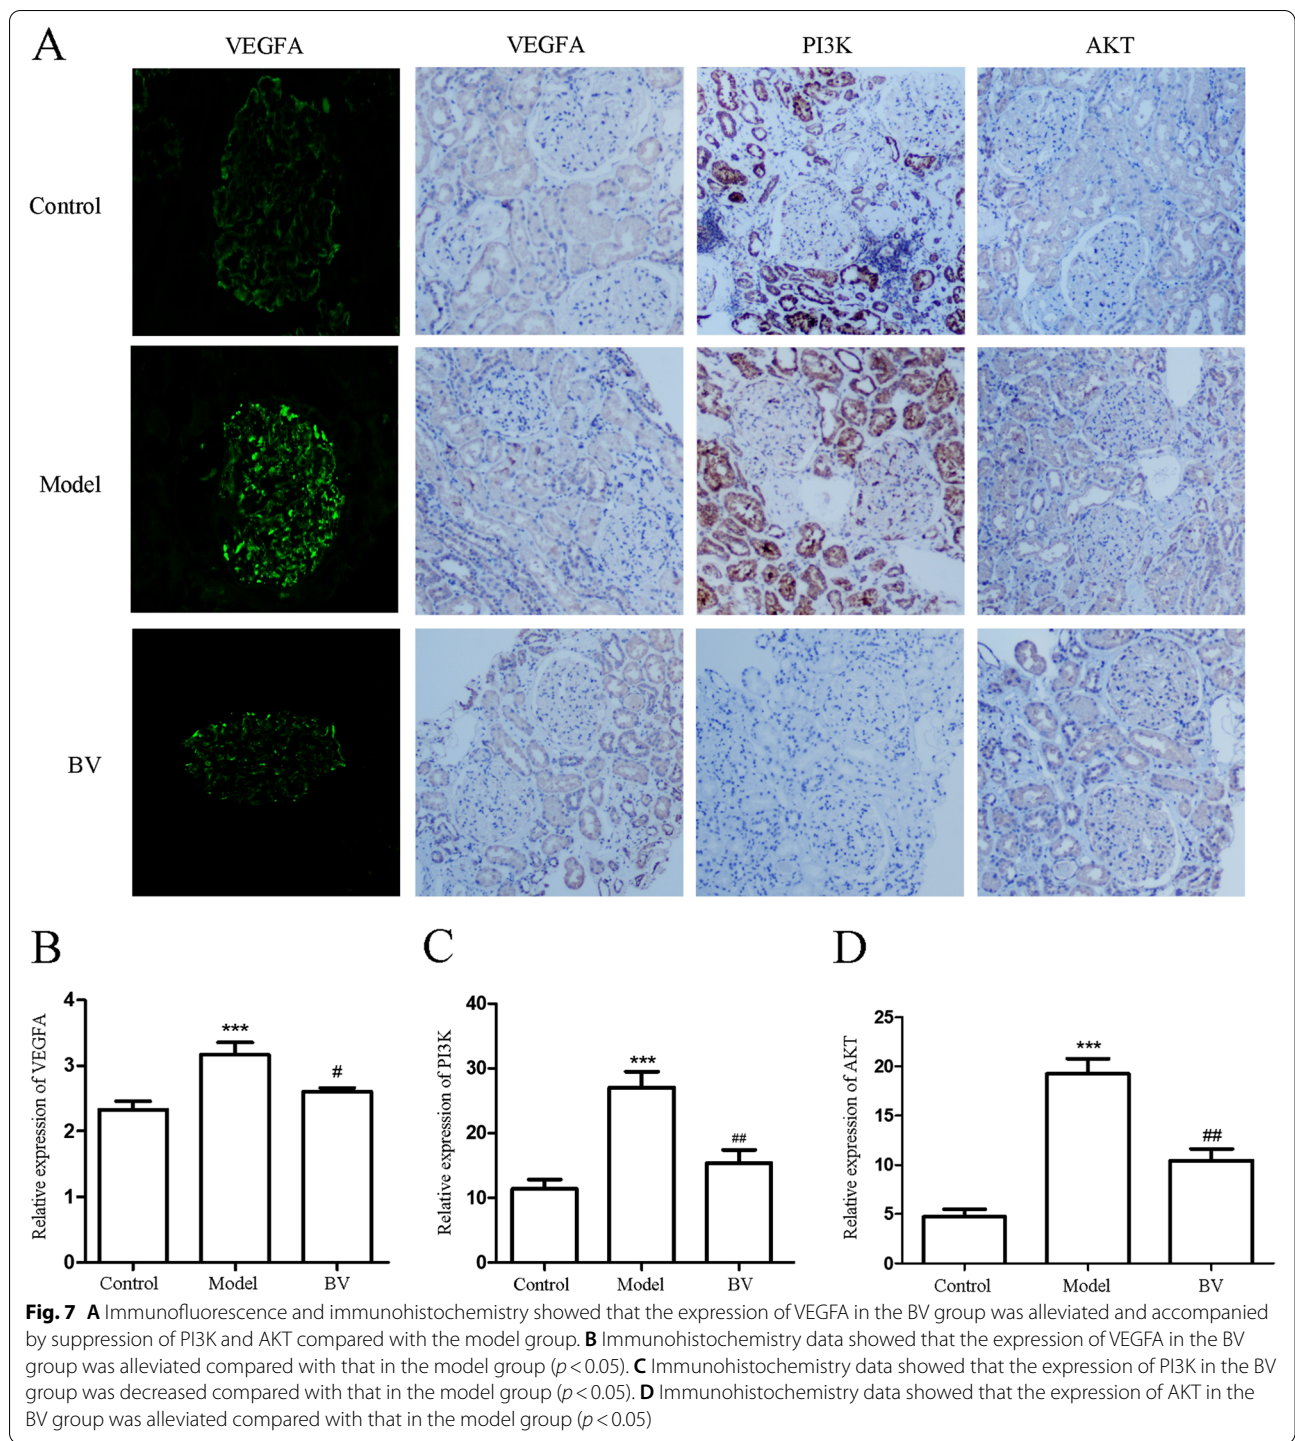 A
VEGFA VEGFA PI3K AKT
Control
Model
BV
B
Relative expression of VEGFA
4
3
2
1
0
***
#
Control Model BV
C
Relative expression of PI3K
40
30
20
10
0
***
##
Control Model BV
D
Relative expression of AKT
25
20
15
10
5
0
***
##
Control Model BV
Fig. 7 A Immunofluorescence and immunohistochemistry showed that the expression of VEGFA in the BV group was alleviated and accompanied
by suppression of PI3K and AKT compared with the model group. B Immunohistochemistry data showed that the expression of VEGFA in the BV
group was alleviated compared with that in the model group (p < 0.05). C Immunohistochemistry data showed that the expression of PI3K in the BV
group was decreased compared with that in the model group (p < 0.05). D Immunohistochemistry data showed that the expression of AKT in the
BV group was alleviated compared with that in the model group (p < 0.05)